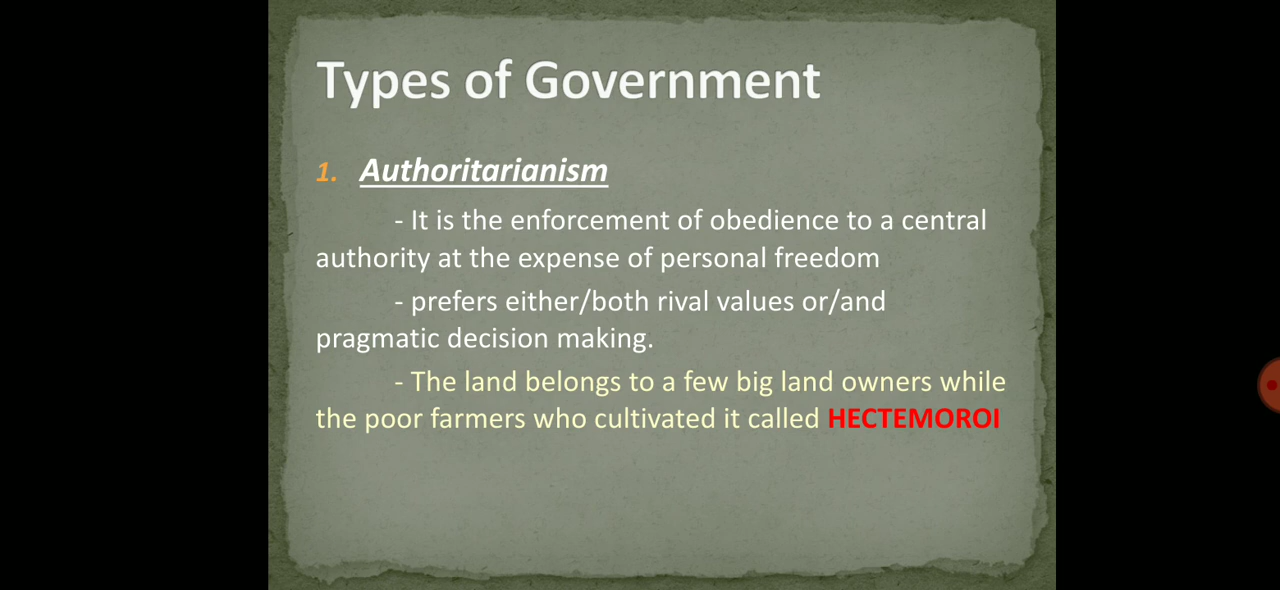 Types of Government
1. Authoritarianism
- It is the enforcement of obedience to a central
authority at the expense of personal freedom
- prefers either/both rival values or/and
pragmatic decision making.
- The land belongs to a few big land owners while
the poor farmers who cultivated it called HECTEMOROI